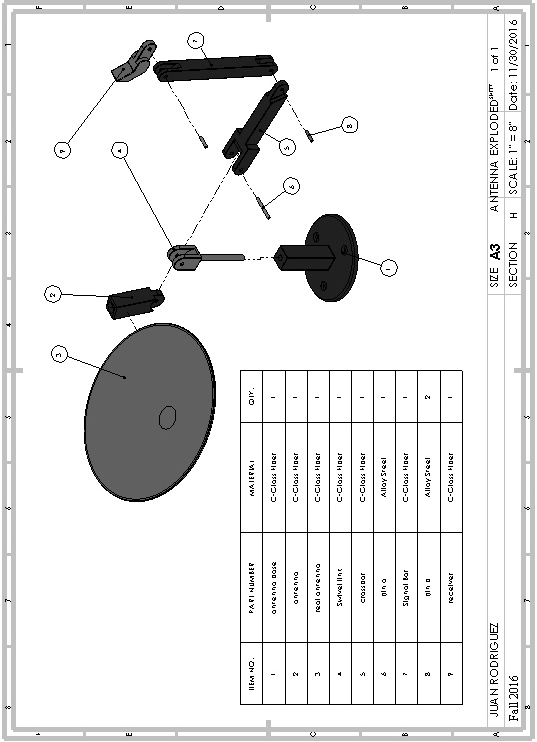 ITEM NO. PART NUMBER MATERIAL QTY.
1 antenna base C-Glass Fiber 1
2 antenna C-Glass Fiber 1
3 real antenna C-Glass Fiber 1
4 Swivel link C-Glass Fiber 1
5 crossbar C-Glass Fiber 1
6 pin a Alloy Steel 1
7 Signal Bar C-Glass Fiber 1
8 pin b Alloy Steel 2
9 receiver C-Glass Fiber 1
JUAN RODRIGUEZ
Fall 2016
SIZE A3 ANTENNA EXPLODED SHEET 1 of 1
SECTION H SCALE: 1" = 8" Date: 11/30/2016
1
2
3
4
5
6
7
8
9
8
7
6
5
4
3
2
1
F
E
C
B
A